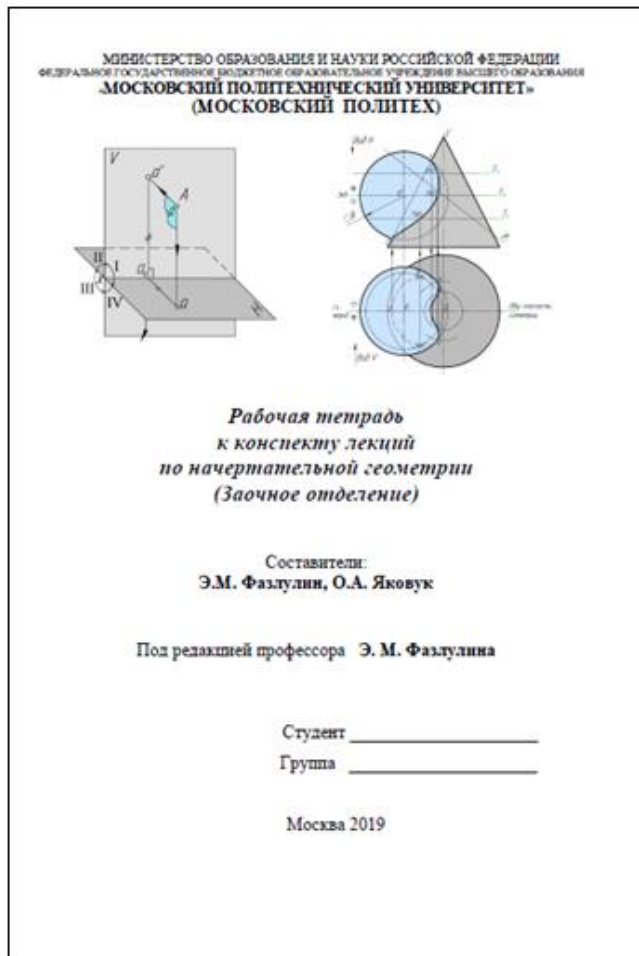 МИНИСТЕРСТВО ОБРАЗОВАНИЯ И НАУКИ РОССИЙСКОЙ ФЕДЕРАЦИИ
ФЕДЕРАЛЬНОЕ ГОСУДАРСТВЕННОЕ БЮДЖЕТНОЕ ОБРАЗОВАТЕЛЬНОЕ УЧРЕЖДЕНИЕ ВЫСШЕГО ОБРАЗОВАНИЯ
«МОСКОВСКИЙ ПОЛИТЕХНИЧЕСКИЙ УНИВЕРСИТЕТ»
(МОСКОВСКИЙ ПОЛИТЕХ)
V
a'
A
II
I
III
IV
a
H
Рабочая тетрадь
к конспекту лекций
по начертательной геометрии
(Заочное отделение)
Составители:
Э.М. Фазлулин, О.А. Яковук
Под редакцией профессора Э. М. Фазлулина
Студент
Группа
Москва 2019